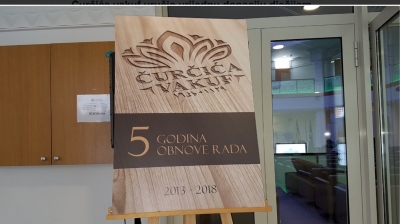 ČURČIĆA
VAKUF
5 GODINA
OBNOVE RADA
2013 - 2018